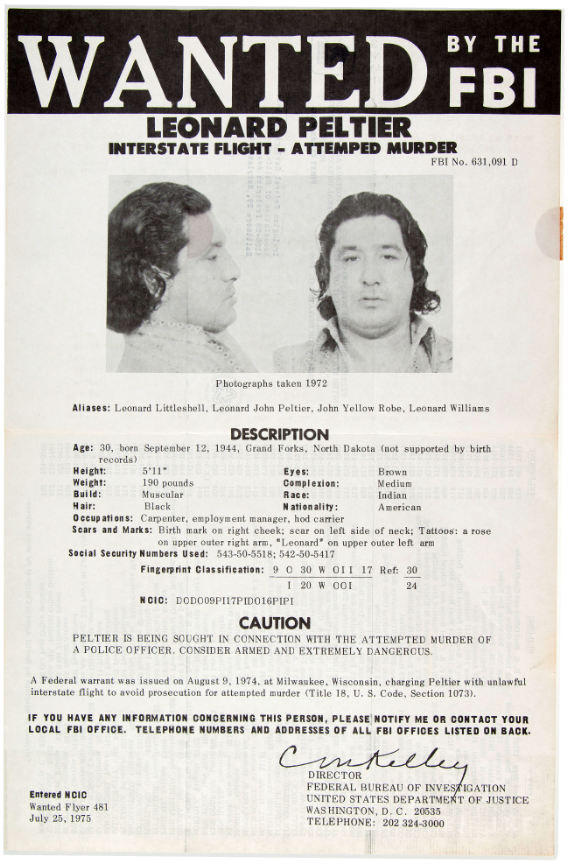 WANTED BY THE FBI
LEONARD PELTIER
INTERSTATE FLIGHT - ATTEMPED MURDER
FBI No. 631,091 D
Photographs taken 1972
Aliases: Leonard Littleshell, Leonard John Peltier, John Yellow Robe, Leonard Williams
DESCRIPTION
Age: 30, born September 12, 1944, Grand Forks, North Dakota (not supported by birth
records)
Height: 5'11" Eyes: Brown
Weight: 190 pounds Complexion: Medium
Build: Muscular Race: Indian
Hair: Black Nationality: American
Occupations: Carpenter, employment manager, hod carrier
Scars and Marks: Birth mark on right cheek; scar on left side of neck; Tattoos: a rose
on upper outer right arm, "Leonard" on upper outer left arm
Social Security Numbers Used: 543-50-5518; 542-50-5417
Fingerprint Classification: 9 O 30 W OII 17 Ref: 30
I 20 W OOI 24
NCIC: DODO09PI17PIDO16PIPI
CAUTION
PELTIER IS BEING SOUGHT IN CONNECTION WITH THE ATTEMPTED MURDER OF
A POLICE OFFICER. CONSIDER ARMED AND EXTREMELY DANGEROUS.
A Federal warrant was issued on August 9, 1974, at Milwaukee, Wisconsin, charging Peltier with unlawful
interstate flight to avoid prosecution for attempted murder (Title 18, U. S. Code, Section 1073).
IF YOU HAVE ANY INFORMATION CONCERNING THIS PERSON, PLEASE NOTIFY ME OR CONTACT YOUR
LOCAL FBI OFFICE. TELEPHONE NUMBERS AND ADDRESSES OF ALL FBI OFFICES LISTED ON BACK.
CMKelley
DIRECTOR
FEDERAL BUREAU OF INVESTIGATION
UNITED STATES DEPARTMENT OF JUSTICE
WASHINGTON, D. C. 20535
TELEPHONE: 202 324-3000
Entered NCIC
Wanted Flyer 481
July 25, 1975